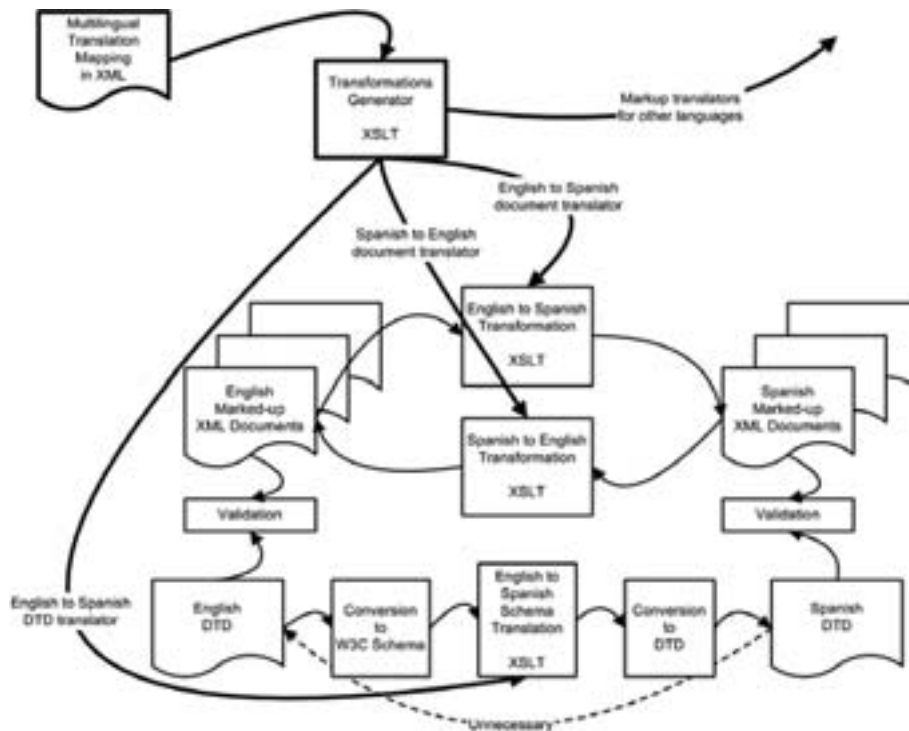 Multilingual
Translation
Mapping
in XML
Transformations
Generator
XSLT
Markup translators
for other languages
English to Spanish
document translator
Spanish to English
document translator
English to Spanish
Transformation
XSLT
English
Marked-up
XML Documents
Spanish
Marked-up
XML Documents
Spanish to English
Transformation
XSLT
Validation
Validation
English to Spanish
DTD translator
English
DTD
Conversion
to
W3C Schema
English to
Spanish
Schema
Translation
XSLT
Conversion
to
DTD
Spanish
DTD
Unnecessary